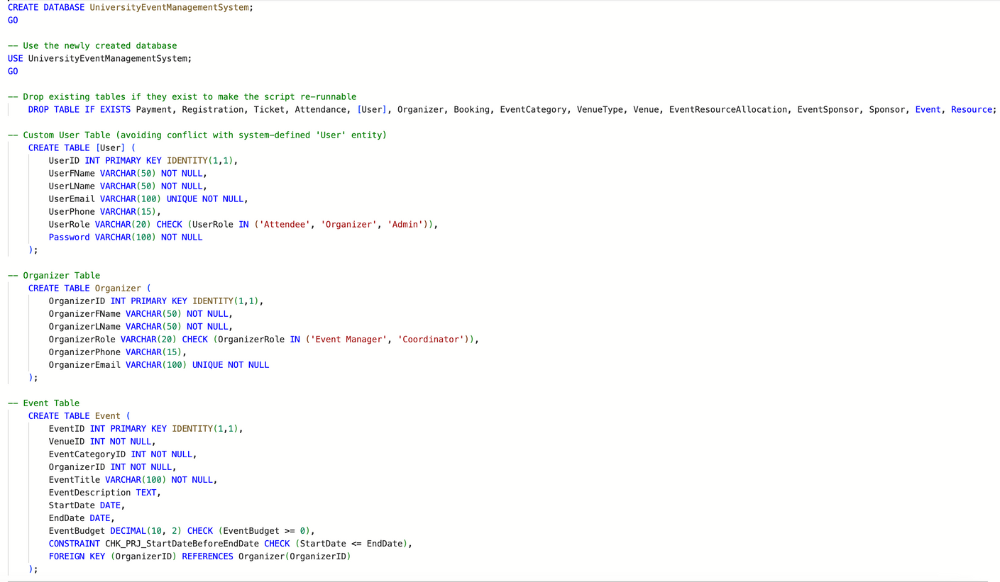 CREATE DATABASE UniversityEventManagementSystem;
GO

-- Use the newly created database
USE UniversityEventManagementSystem;
GO

-- Drop existing tables if they exist to make the script re-runnable
    DROP TABLE IF EXISTS Payment, Registration, Ticket, Attendance, [User], Organizer, Booking, EventCategory, VenueType, Venue, EventResourceAllocation, EventSponsor, Sponsor, Event, Resource;

-- Custom User Table (avoiding conflict with system-defined 'User' entity)
    CREATE TABLE [User] (
        UserID INT PRIMARY KEY IDENTITY(1,1),
        UserFName VARCHAR(50) NOT NULL,
        UserLName VARCHAR(50) NOT NULL,
        UserEmail VARCHAR(100) UNIQUE NOT NULL,
        UserPhone VARCHAR(15),
        UserRole VARCHAR(20) CHECK (UserRole IN ('Attendee', 'Organizer', 'Admin')),
        Password VARCHAR(100) NOT NULL
    );

-- Organizer Table
    CREATE TABLE Organizer (
        OrganizerID INT PRIMARY KEY IDENTITY(1,1),
        OrganizerFName VARCHAR(50) NOT NULL,
        OrganizerLName VARCHAR(50) NOT NULL,
        OrganizerRole VARCHAR(20) CHECK (OrganizerRole IN ('Event Manager', 'Coordinator')),
        OrganizerPhone VARCHAR(15),
        OrganizerEmail VARCHAR(100) UNIQUE NOT NULL
    );

-- Event Table
    CREATE TABLE Event (
        EventID INT PRIMARY KEY IDENTITY(1,1),
        VenueID INT NOT NULL,
        EventCategoryID INT NOT NULL,
        OrganizerID INT NOT NULL,
        EventTitle VARCHAR(100) NOT NULL,
        EventDescription TEXT,
        StartDate DATE,
        EndDate DATE,
        EventBudget DECIMAL(10, 2) CHECK (EventBudget >= 0),
        CONSTRAINT CHK_PRJ_StartDateBeforeEndDate CHECK (StartDate <= EndDate),
        FOREIGN KEY (OrganizerID) REFERENCES Organizer(OrganizerID)
    );